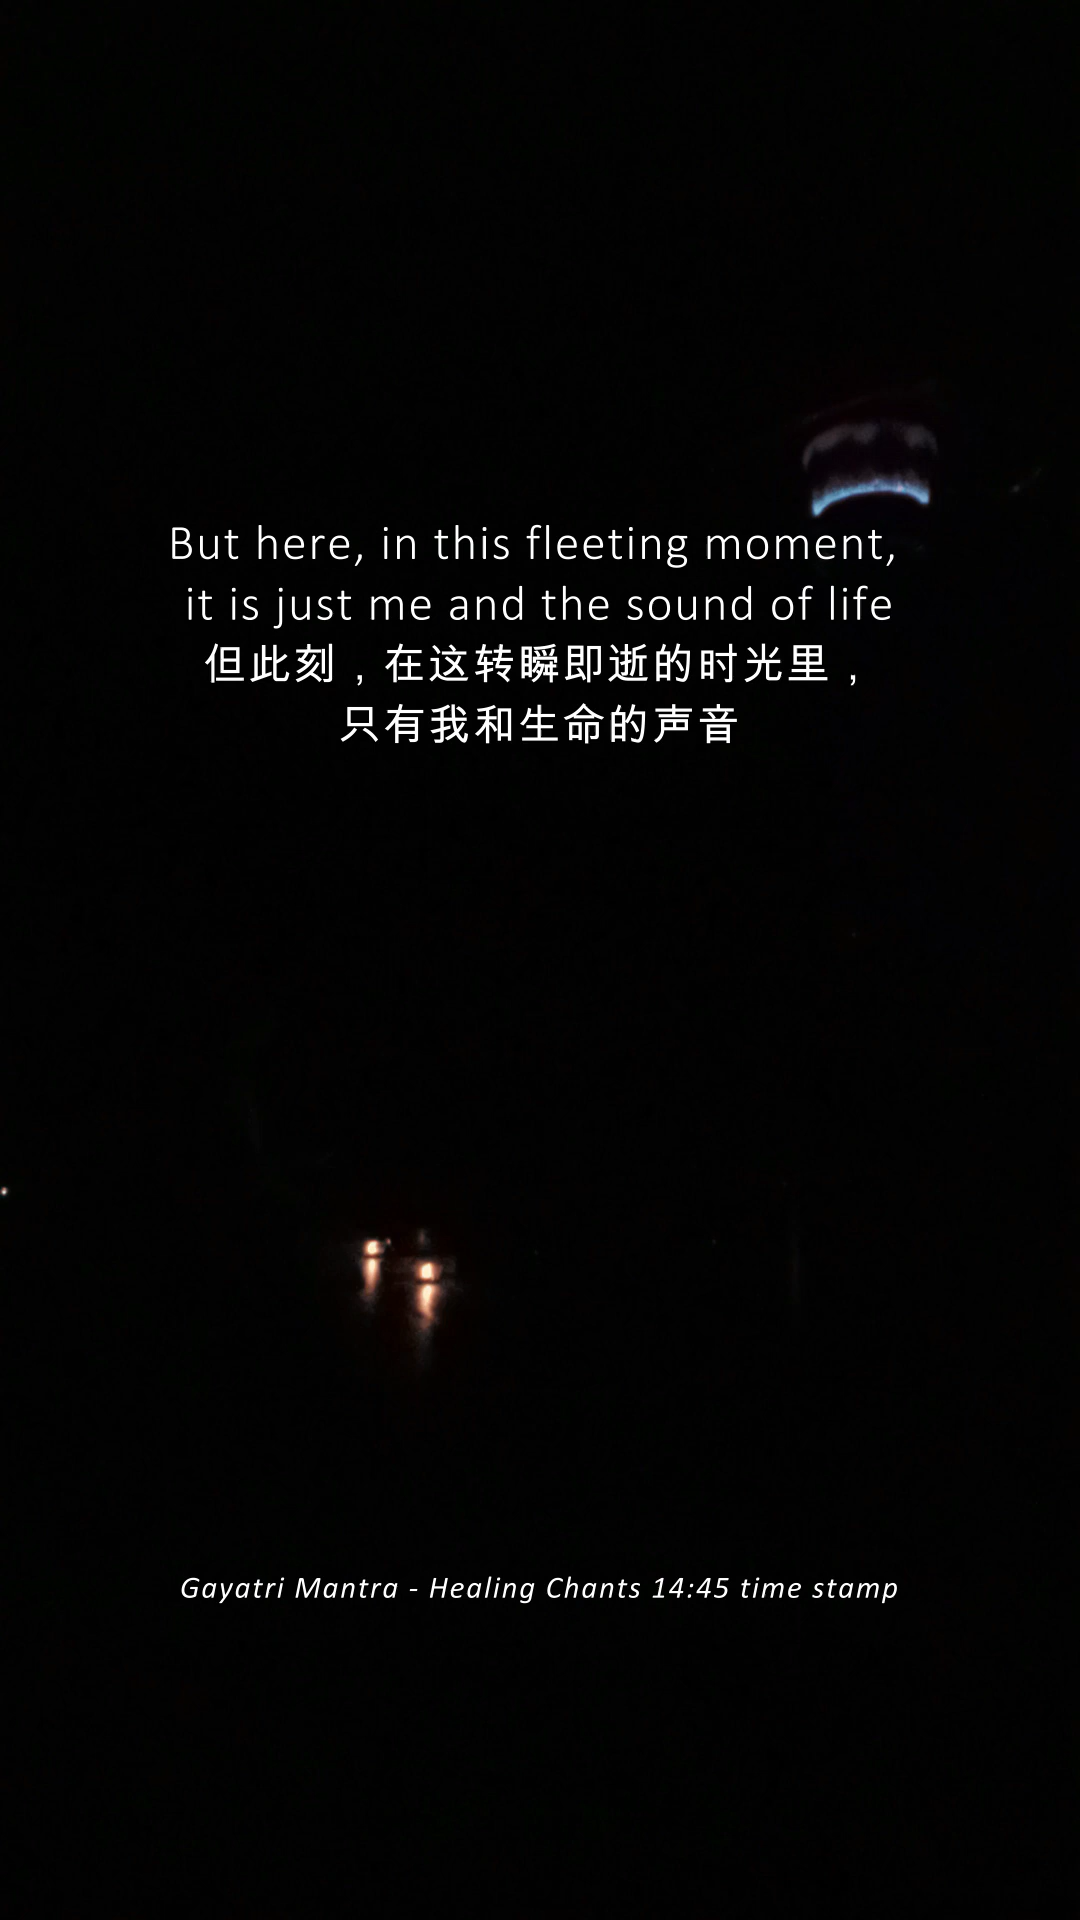 But here, in this fleeting moment,
it is just me and the sound of life
但此刻，在这转瞬即逝的时光里，
只有我和生命的声音
Gayatri Mantra - Healing Chants 14:45 time stamp